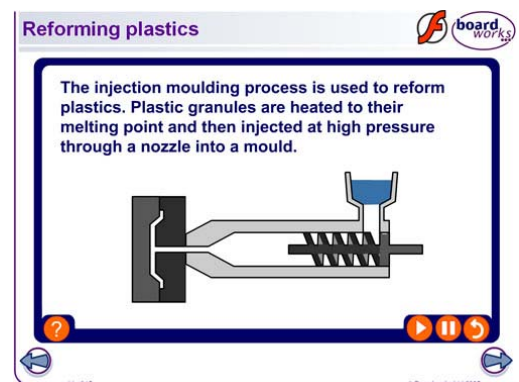 Reforming plastics
board
works
The injection moulding process is used to reform
plastics. Plastic granules are heated to their
melting point and then injected at high pressure
through a nozzle into a mould.
?